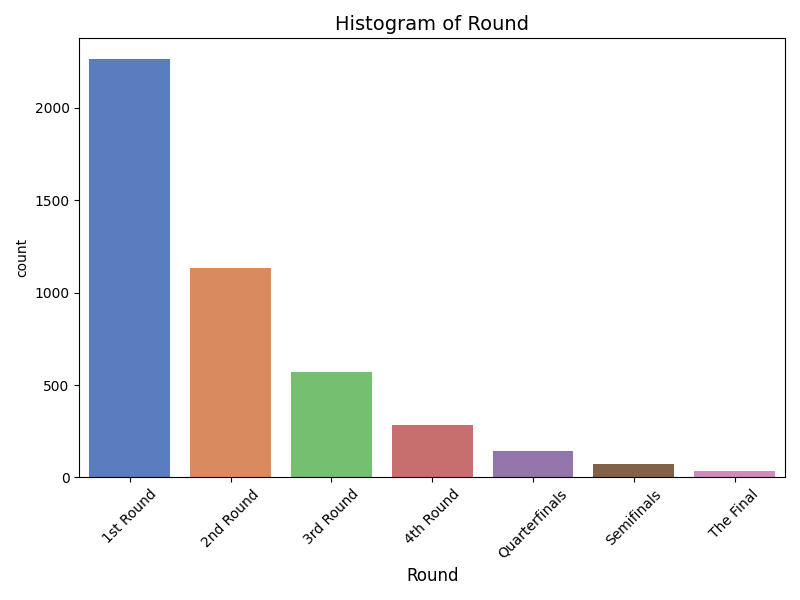 Histogram of Round
2000
1500
1000
500
0
count
1st Round
2nd Round
3rd Round
4th Round
Quarterfinals
Semifinals
The Final
Round